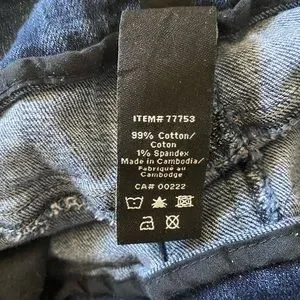 ITEM# 77753
99% Cotton/
Coton
1% Spandex
Made in Cambodia/
Fabriqué au
Cambodge
CA# 00222